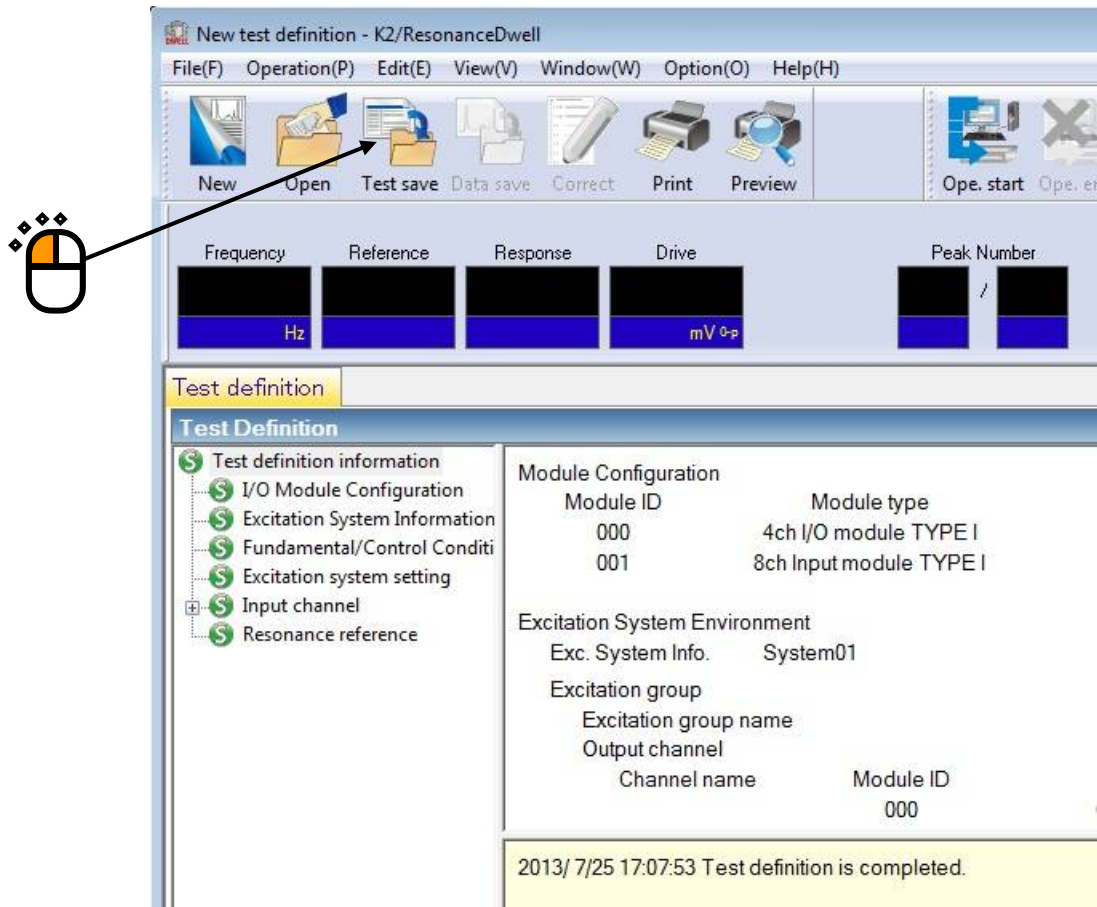 New test definition - K2/ResonanceDwell
File(F) Operation(P) Edit(E) View(V) Window(W) Option(O) Help(H)
New Open Test save Data save Correct Print Preview Ope. start Ope.
Frequency Reference Response Drive Peak Number
/
Hz mV 0-p
Test definition
Test Definition
Test definition information
I/O Module Configuration
Excitation System Information
Fundamental/Control Conditi
Excitation system setting
Input channel
Resonance reference
Module Configuration
Module ID Module type
000 4ch I/O module TYPE I
001 8ch Input module TYPE I
Excitation System Environment
Exc. System Info. System01
Excitation group
Excitation group name
Output channel
Channel name Module ID
000
2013/ 7/25 17:07:53 Test definition is completed.